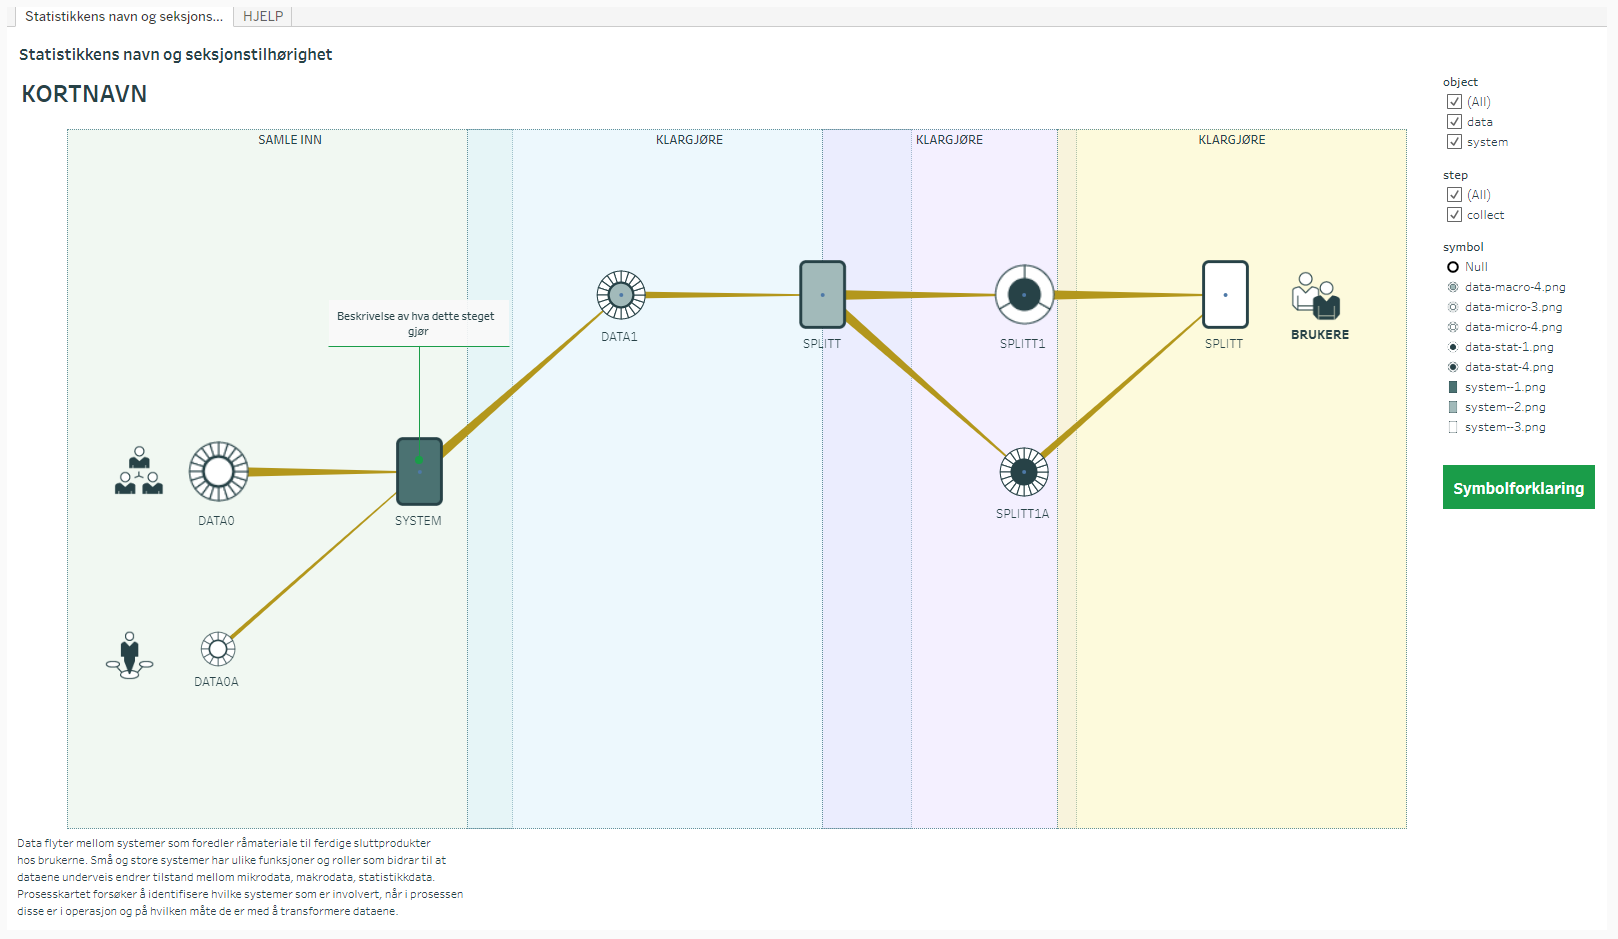 Statistikkens navn og seksjons...
HJELP
Statistikkens navn og seksjonstilhørighet
KORTNAVN
SAMLE INN
KLARGJØRE
KLARGJØRE
KLARGJØRE
Beskrivelse av hva dette steget
gjør
DATA1
SPLITT
SPLITT1
SPLITT
BRUKERE
DATA0
SYSTEM
SPLITT1A
DATA0A
object
(All)
data
system
step
(All)
collect
symbol
Null
data-macro-4.png
data-micro-3.png
data-micro-4.png
data-stat-1.png
data-stat-4.png
system--1.png
system--2.png
system--3.png
Symbolforklaring
Data flyter mellom systemer som foredler råmateriale til ferdige sluttprodukter
hos brukerne. Små og store systemer har ulike funksjoner og roller som bidrar til at
dataene underveis endrer tilstand mellom mikrodata, makrodata, statistikkdata.
Prosesskartet forsøker å identifisere hvilke systemer som er involvert, når i prosessen
disse er i operasjon og på hvilken måte de er med å transformere dataene.